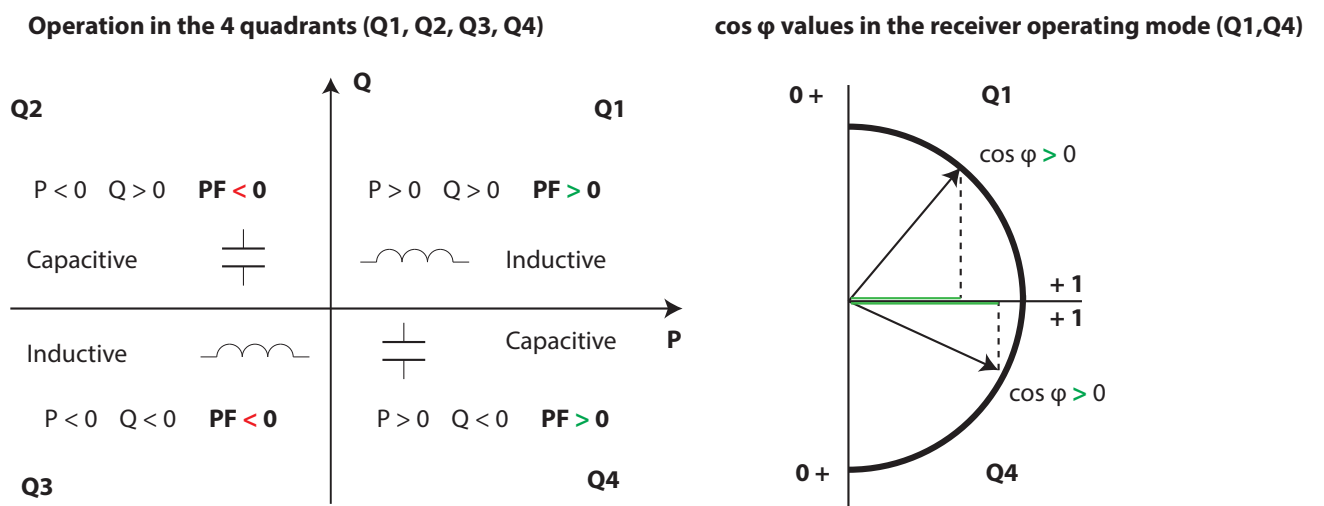 Operation in the 4 quadrants (Q1, Q2, Q3, Q4)
Q
Q2
Q1
P < 0 Q > 0 PF < 0
P > 0 Q > 0 PF > 0
Capacitive
Inductive
P
Inductive
Capacitive
P < 0 Q < 0 PF < 0
P > 0 Q < 0 PF > 0
Q3
Q4
cos φ values in the receiver operating mode (Q1,Q4)
0 +
Q1
cos φ > 0
+ 1
+ 1
cos φ > 0
0 +
Q4